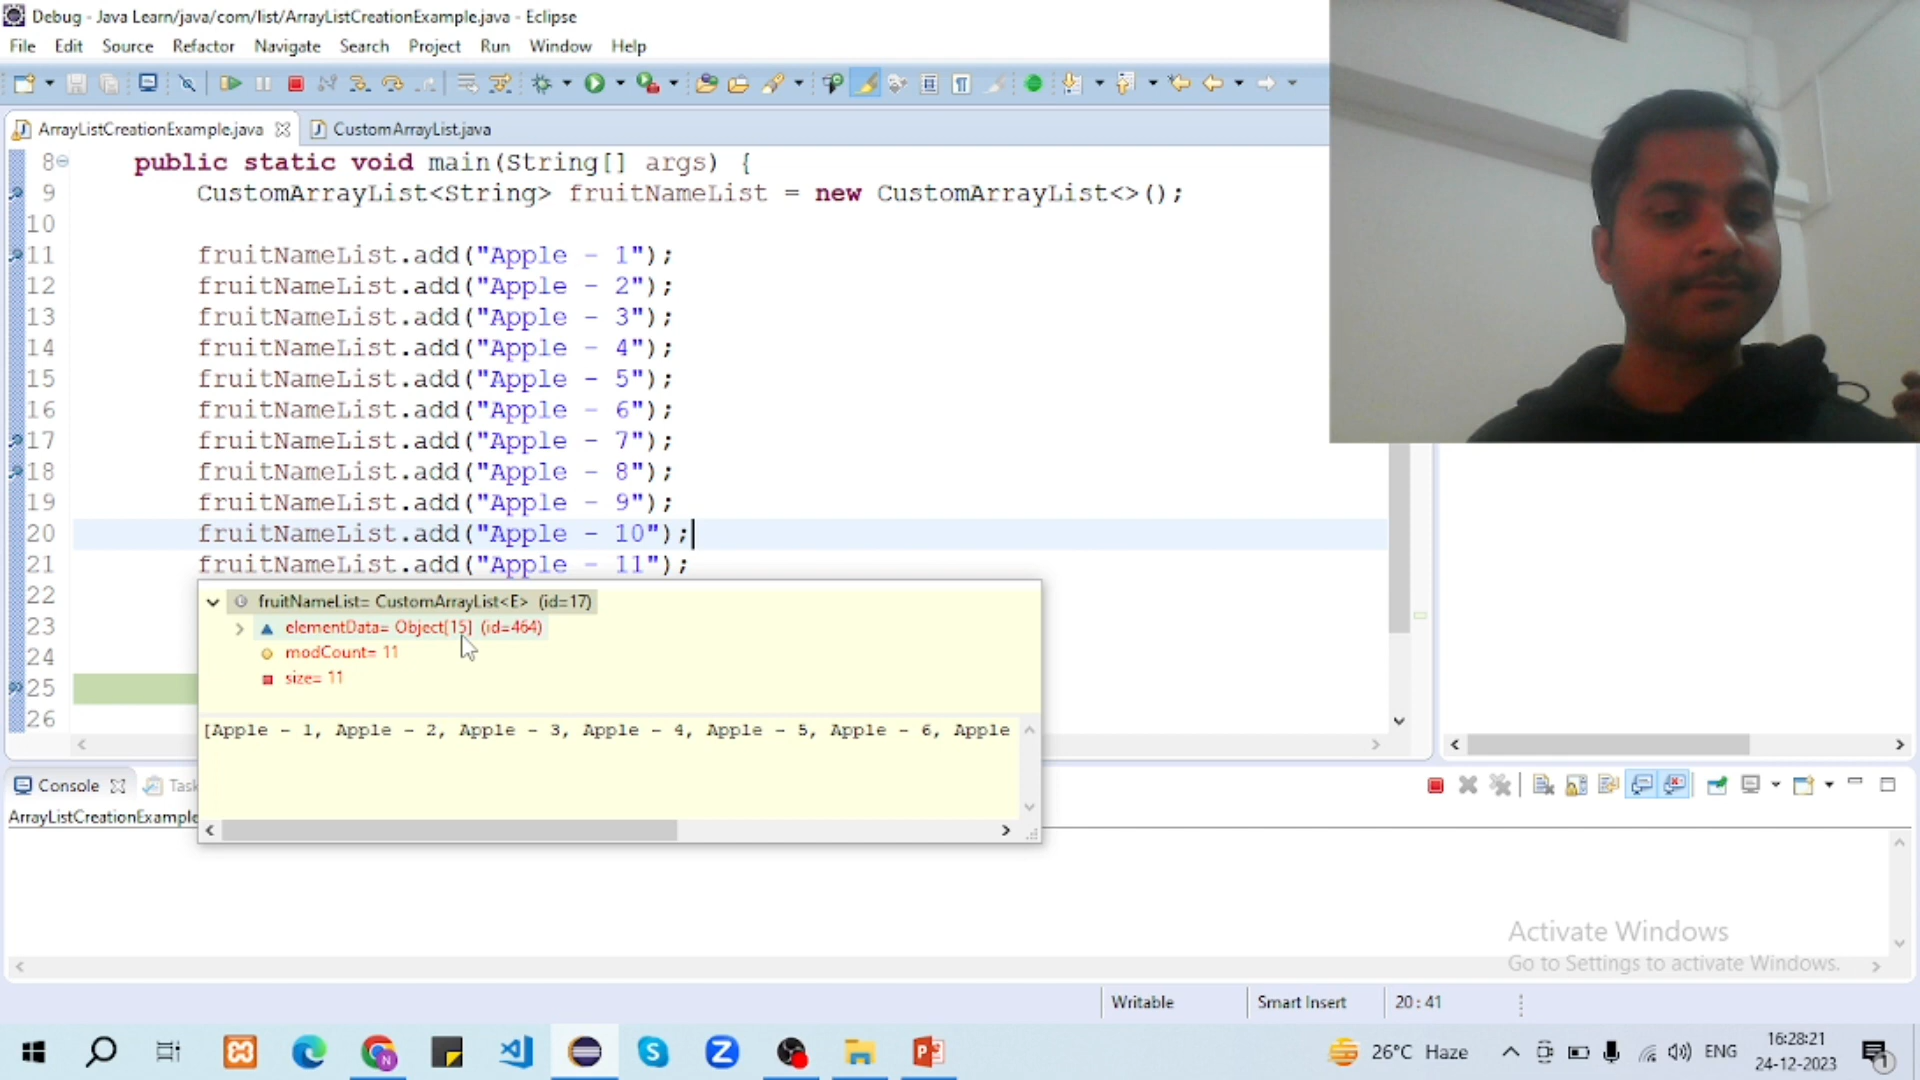 Debug - Java Learn/java/com/list/ArrayListCreationExample.java - Eclipse
File Edit Source Refactor Navigate Search Project Run Window Help
ArrayListCreationExample.java CustomArrayList.java
8 public static void main(String[] args) {
9 CustomArrayList<String> fruitNameList = new CustomArrayList<>();
10
11 fruitNameList.add("Apple - 1");
12 fruitNameList.add("Apple - 2");
13 fruitNameList.add("Apple - 3");
14 fruitNameList.add("Apple - 4");
15 fruitNameList.add("Apple - 5");
16 fruitNameList.add("Apple - 6");
17 fruitNameList.add("Apple - 7");
18 fruitNameList.add("Apple - 8");
19 fruitNameList.add("Apple - 9");
20 fruitNameList.add("Apple - 10");
21 fruitNameList.add("Apple - 11");
22
23
24
25
26
fruitNameList= CustomArrayList<E> (id=17)
elementData= Object[15] (id=464)
modCount= 11
size= 11
[Apple - 1, Apple - 2, Apple - 3, Apple - 4, Apple - 5, Apple - 6, Apple
Console Task
ArrayListCreationExample
Activate Windows
Go to Settings to activate Windows.
Writable Smart Insert 20 : 41
26°C Haze ENG 16:28:21
24-12-2023
1